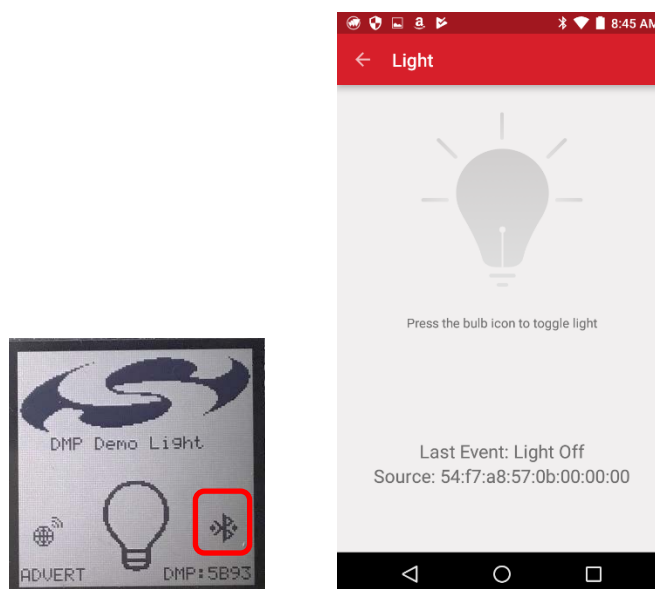 DMP Demo Light
ADVERT
DMP:5B93
8:45 AM
Light
Press the bulb icon to toggle light
Last Event: Light Off
Source: 54:f7:a8:57:0b:00:00:00